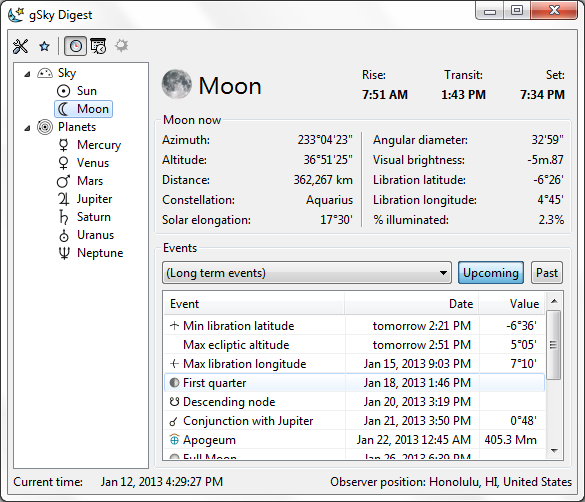 gSky Digest
Sky
Sun
Moon
Planets
Mercury
Venus
Mars
Jupiter
Saturn
Uranus
Neptune
Moon
Rise: Transit: Set:
7:51 AM 1:43 PM 7:34 PM
Moon now
Azimuth: 233°04'23" Angular diameter: 32'59"
Altitude: 36°51'25" Visual brightness: -5m.87
Distance: 362,267 km Libration latitude: -6°26'
Constellation: Aquarius Libration longitude: 4°45'
Solar elongation: 17°30' % illuminated: 2.3%
Events
(Long term events) Upcoming Past
Event Date Value
Min libration latitude tomorrow 2:21 PM -6°36'
Max ecliptic altitude tomorrow 2:51 PM 5°05'
Max libration longitude Jan 15, 2013 9:03 PM 7°10'
First quarter Jan 18, 2013 1:46 PM
Descending node Jan 20, 2013 3:19 PM
Conjunction with Jupiter Jan 21, 2013 3:50 PM 0°48'
Apogeum Jan 22, 2013 12:45 AM 405.3 Mm
Full Moon Jan 26, 2013 6:39 PM
Current time: Jan 12, 2013 4:29:27 PM Observer position: Honolulu, HI, United States